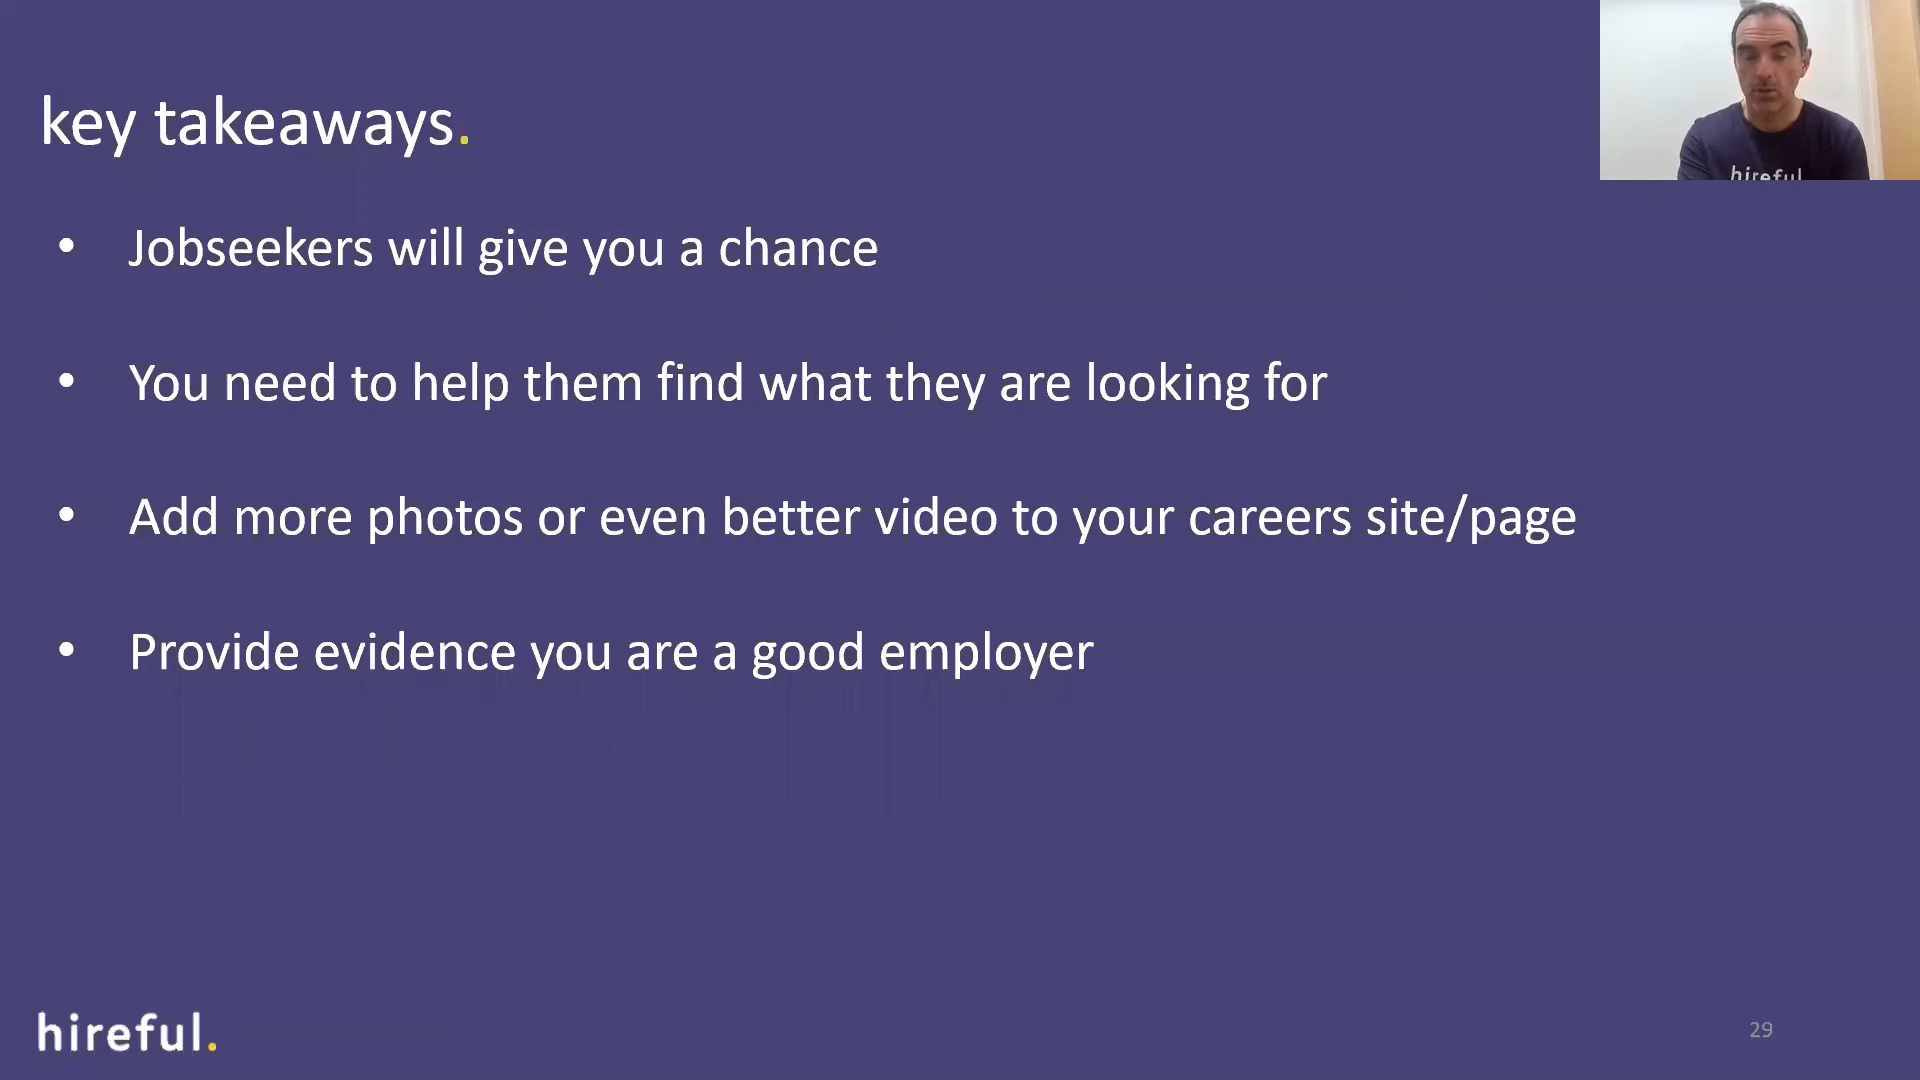 key takeaways.
hireful
• Jobseekers will give you a chance
• You need to help them find what they are looking for
• Add more photos or even better video to your careers site/page
• Provide evidence you are a good employer
hireful.
29